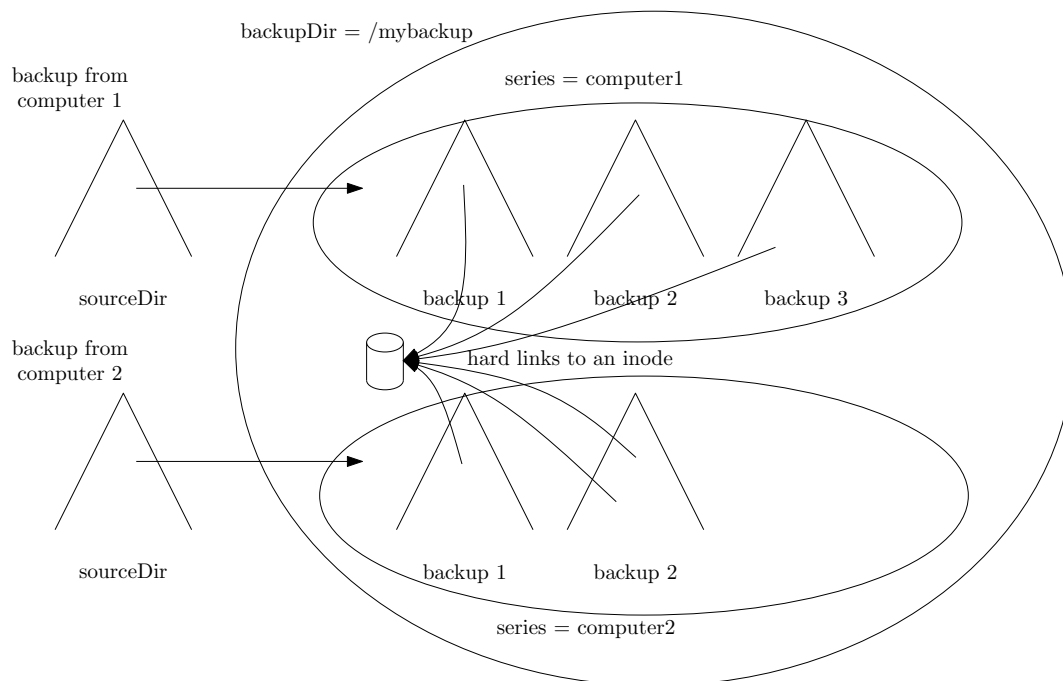 backupDir = /mybackup
series = computer1
backup from
computer 1
sourceDir
backup 1
backup 2
backup 3
backup from
computer 2
hard links to an inode
sourceDir
backup 1
backup 2
series = computer2